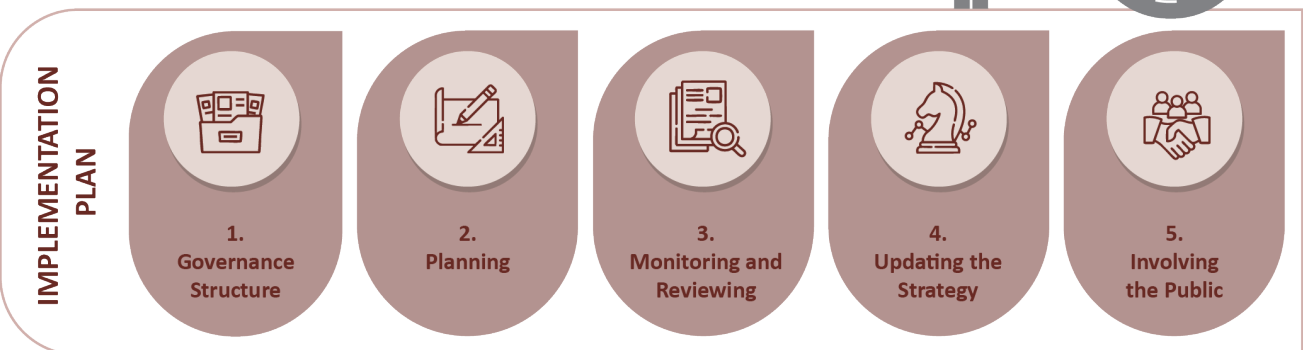 IMPLEMENTATION
PLAN
1.
Governance
Structure
2.
Planning
3.
Monitoring and
Reviewing
4.
Updating the
Strategy
5.
Involving
the Public